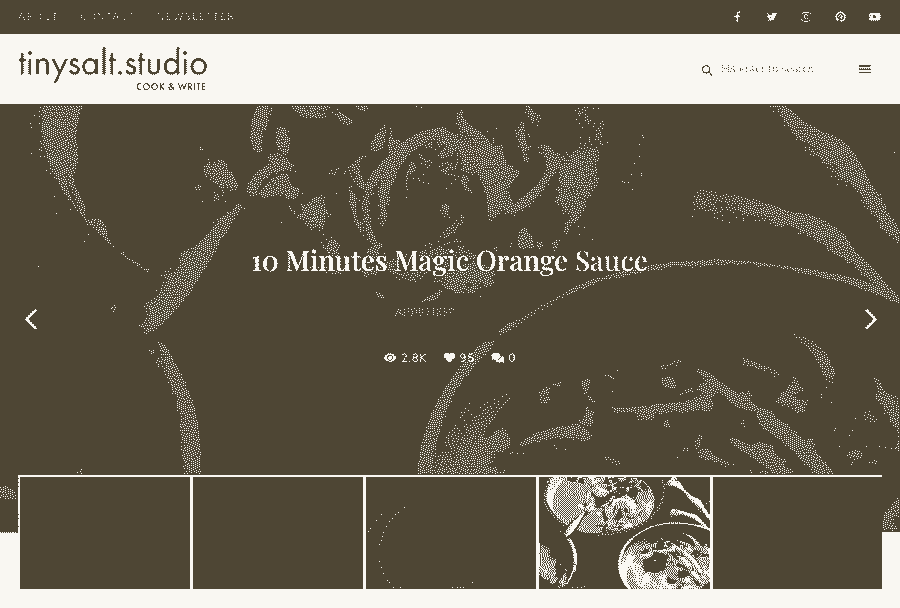 ABOUT CONTACT NEWSLETTER
tinysalt.studio
COOK & WRITE
Hit enter to search
10 Minutes Magic Orange Sauce
APPETIZER
2.8K 95 0